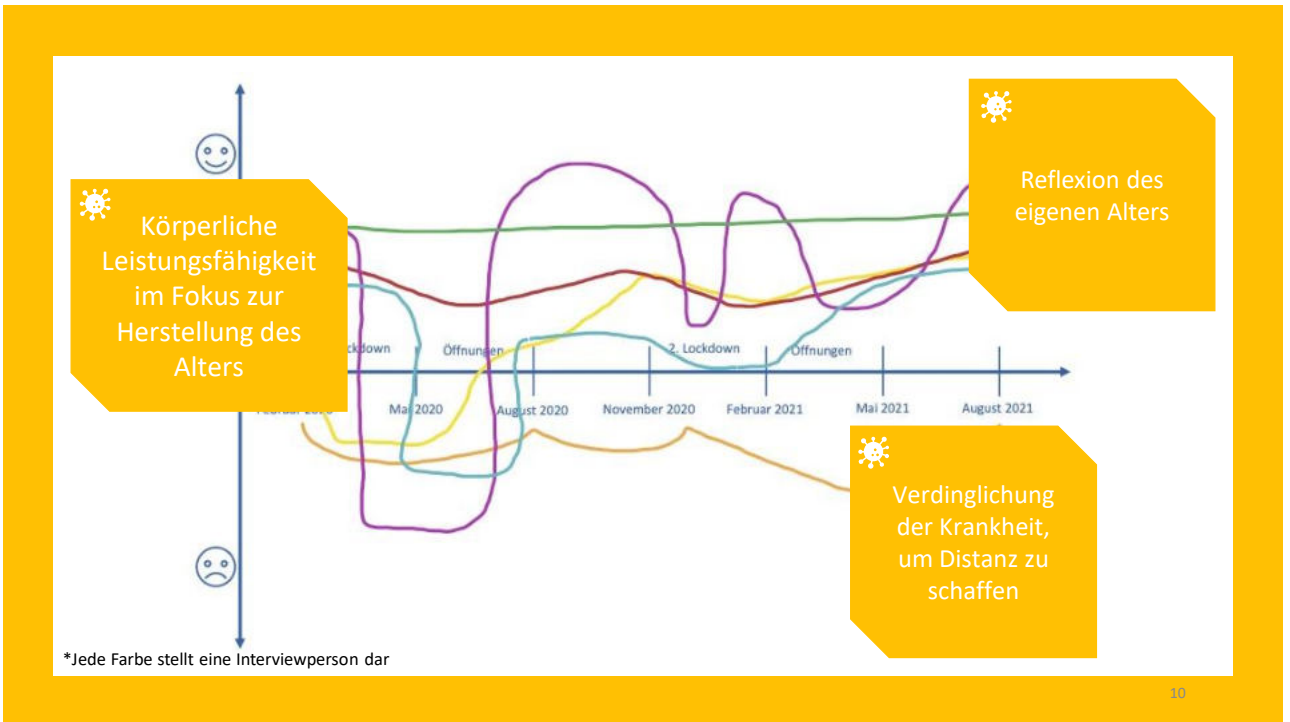 Körperliche
Leistungsfähigkeit
im Fokus zur
Herstellung des
Alters
Reflexion des
eigenen Alters
Öffnungen
2. Lockdown
Öffnungen
Mai 2020
August 2020
November 2020
Februar 2021
Mai 2021
August 2021
Verdinglichung
der Krankheit,
um Distanz zu
schaffen
*Jede Farbe stellt eine Interviewperson dar
10